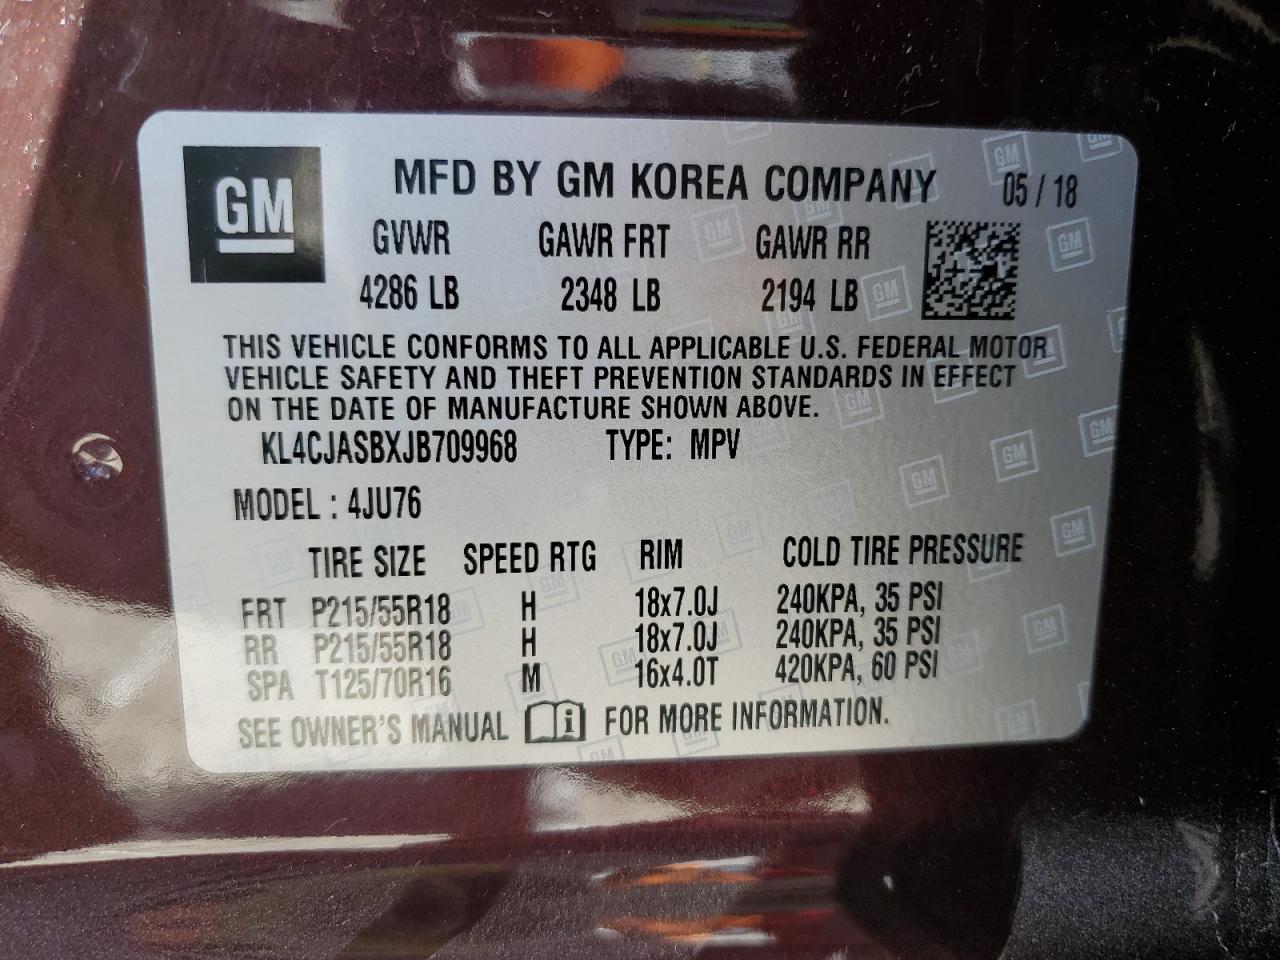 GM
MFD BY GM KOREA COMPANY 05 / 18
GVWR GAWR FRT GAWR RR
4286 LB 2348 LB 2194 LB
THIS VEHICLE CONFORMS TO ALL APPLICABLE U.S. FEDERAL MOTOR
VEHICLE SAFETY AND THEFT PREVENTION STANDARDS IN EFFECT
ON THE DATE OF MANUFACTURE SHOWN ABOVE.
KL4CJASBXJB709968 TYPE: MPV
MODEL : 4JU76
TIRE SIZE SPEED RTG RIM COLD TIRE PRESSURE
FRT P215/55R18 H 18x7.0J 240KPA, 35 PSI
RR P215/55R18 H 18x7.0J 240KPA, 35 PSI
SPA T125/70R16 M 16x4.0T 420KPA, 60 PSI
SEE OWNER'S MANUAL i FOR MORE INFORMATION.